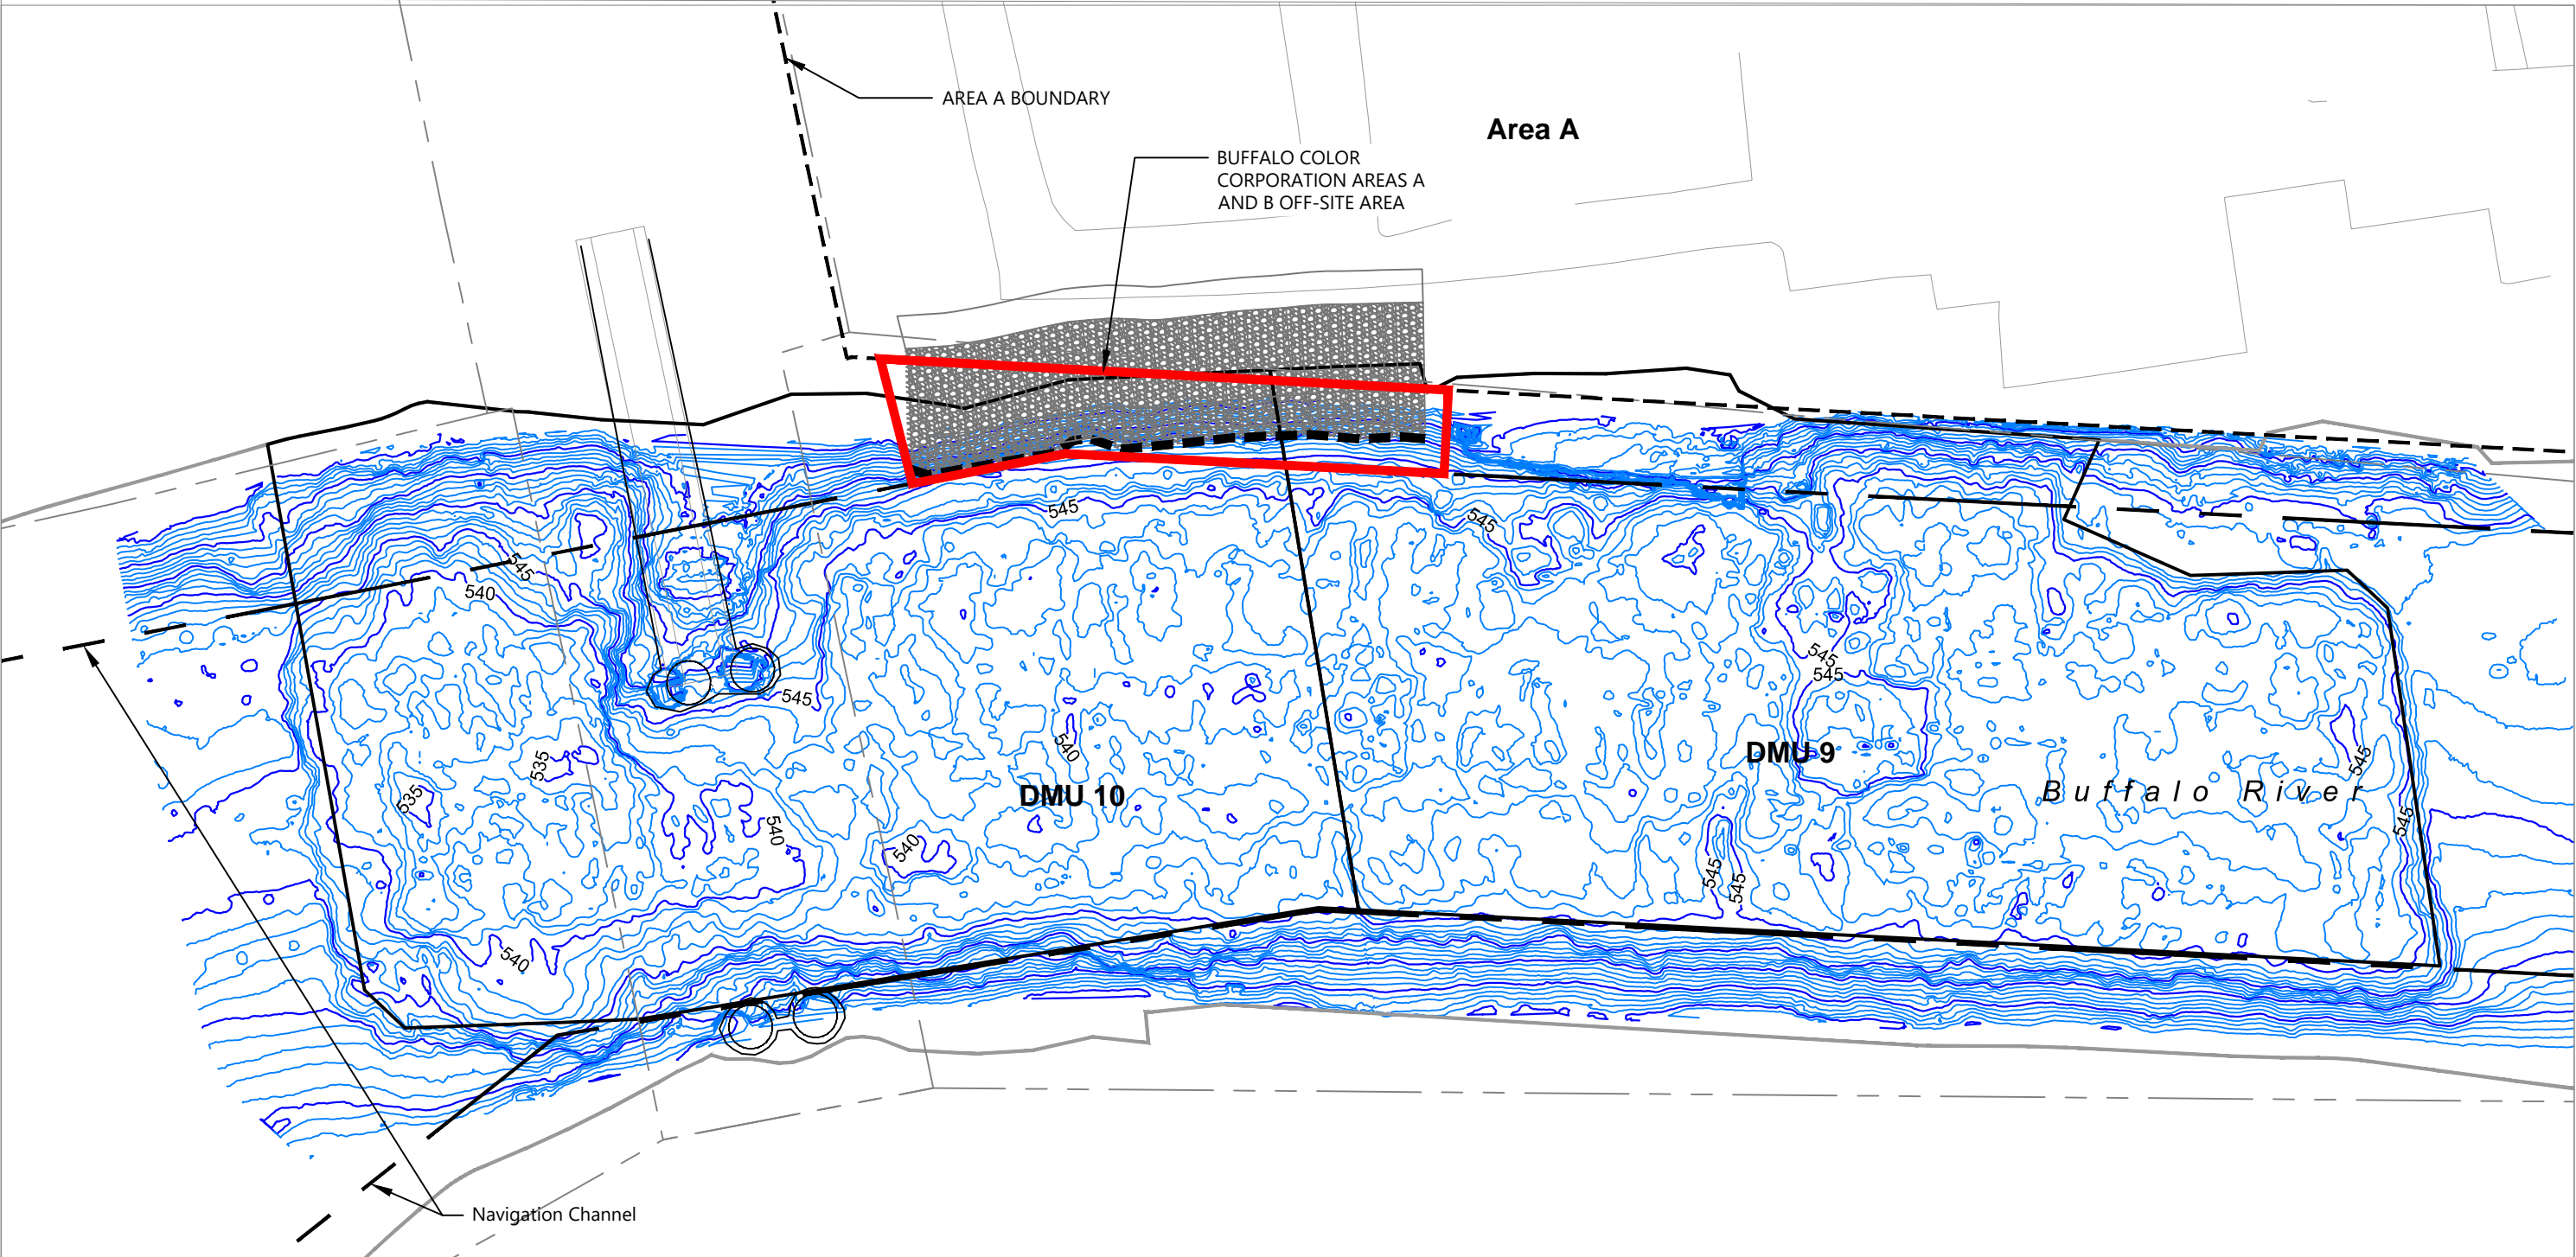 AREA A BOUNDARY
Area A
BUFFALO COLOR
CORPORATION AREAS A
AND B OFF-SITE AREA
545
545
545
540
545
545
545
540
535
535
DMU 10
DMU 9
Buffalo River
545
545
540
540
545
545
540
Navigation Channel